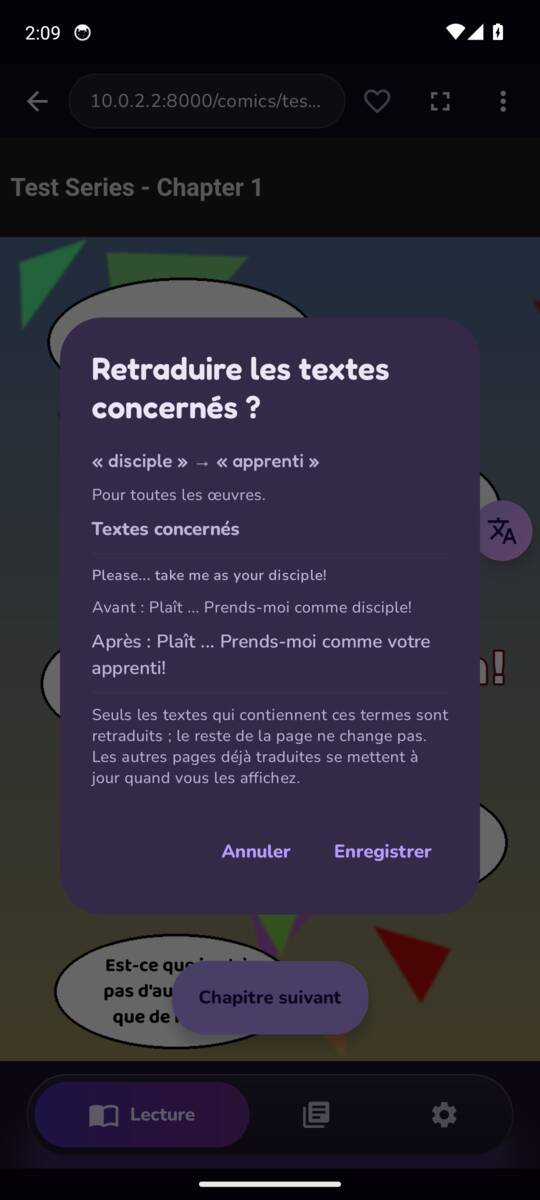 2:09
10.0.2.2:8000/comics/tes...
Test Series - Chapter 1
Retraduire les textes
concernés ?
« disciple » → « apprenti »
Pour toutes les œuvres.
Textes concernés
Please... take me as your disciple!
Avant : Plaît ... Prends-moi comme disciple!
Après : Plaît ... Prends-moi comme votre
apprenti!
Seuls les textes qui contiennent ces termes sont
retraduits ; le reste de la page ne change pas.
Les autres pages déjà traduites se mettent à
jour quand vous les affichez.
Annuler Enregistrer
Est-ce que
pas d'au
que de
Chapitre suivant
Lecture